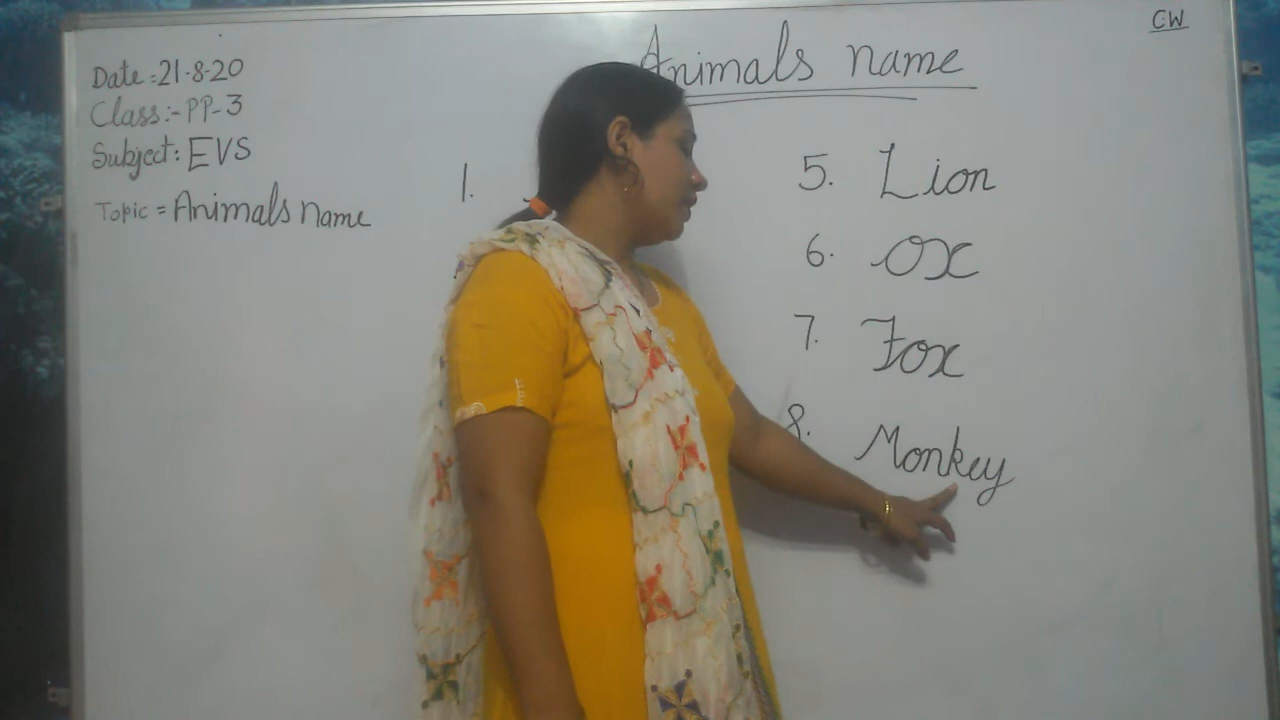 CW
Animals name
Date :21.8.20
Class:- PP-3
Subject: EVS
Topic = Animals name
1.
5. Lion
6. Ox
7. Fox
8. Monkey